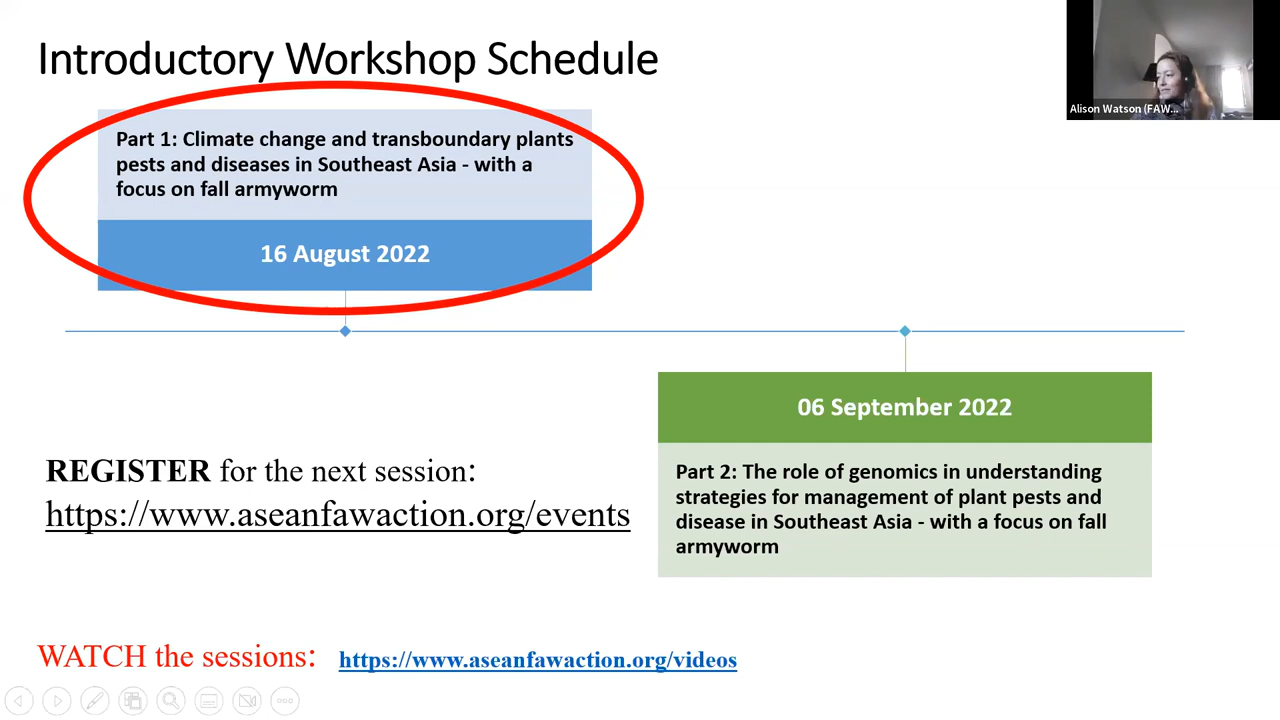 Introductory Workshop Schedule
Alison Watson (FAW...
Part 1: Climate change and transboundary plants
pests and diseases in Southeast Asia - with a
focus on fall armyworm
16 August 2022
06 September 2022
Part 2: The role of genomics in understanding
strategies for management of plant pests and
disease in Southeast Asia - with a focus on fall
armyworm
REGISTER for the next session:
https://www.aseanfawaction.org/events
WATCH the sessions: https://www.aseanfawaction.org/videos